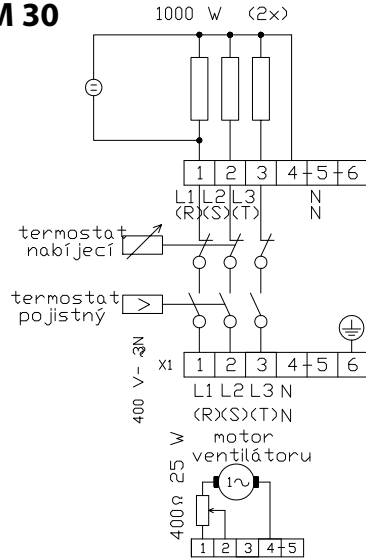 M 30
1000 W (2x)
1 2 3 4 5 6
L1 L2 L3 N
(R)(S)(T) N
termostat
nabíjecí
termostat
pojistný
>
400 V~ 3N
X1 1 2 3 4 5 6
L1 L2 L3 N
(R)(S)(T) N
motor
ventilátoru
1~
400Ω 25 W
1 2 3 4 5